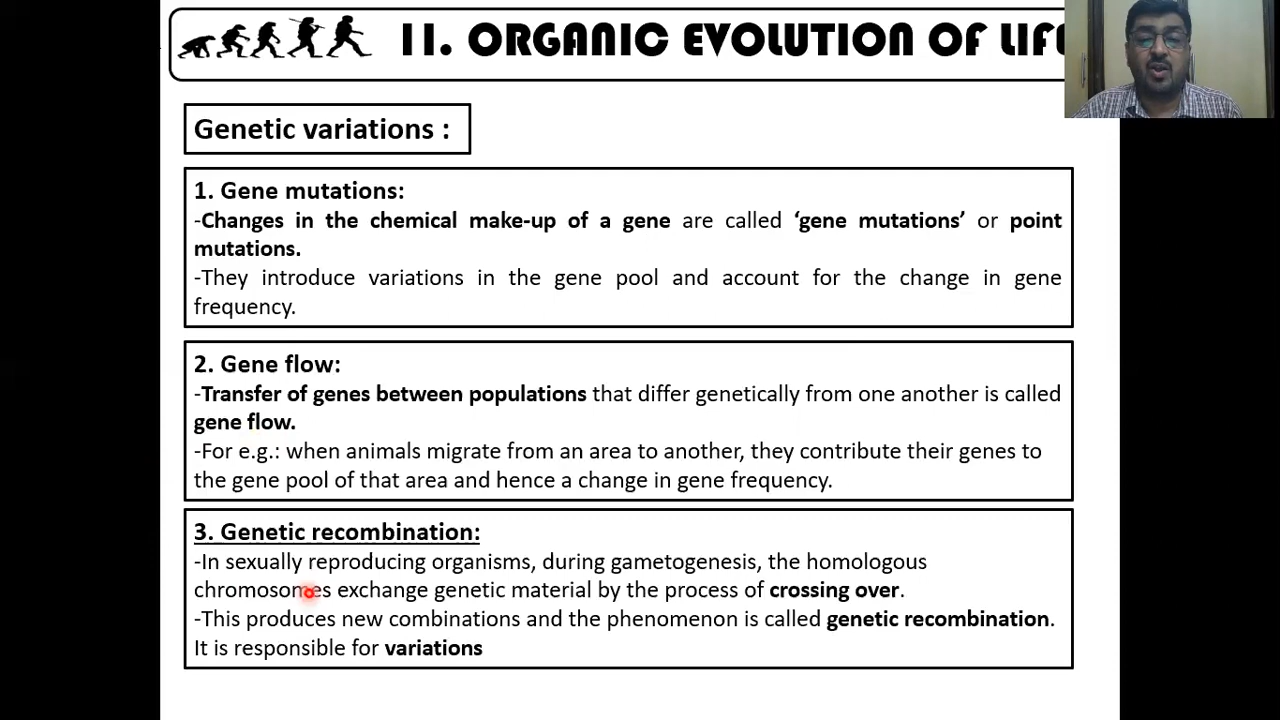 11. ORGANIC EVOLUTION OF LIFE
Genetic variations :
1. Gene mutations:
-Changes in the chemical make-up of a gene are called ‘gene mutations’ or point
mutations.
-They introduce variations in the gene pool and account for the change in gene
frequency.
2. Gene flow:
-Transfer of genes between populations that differ genetically from one another is called
gene flow.
-For e.g.: when animals migrate from an area to another, they contribute their genes to
the gene pool of that area and hence a change in gene frequency.
3. Genetic recombination:
-In sexually reproducing organisms, during gametogenesis, the homologous
chromosomes exchange genetic material by the process of crossing over.
-This produces new combinations and the phenomenon is called genetic recombination.
It is responsible for variations